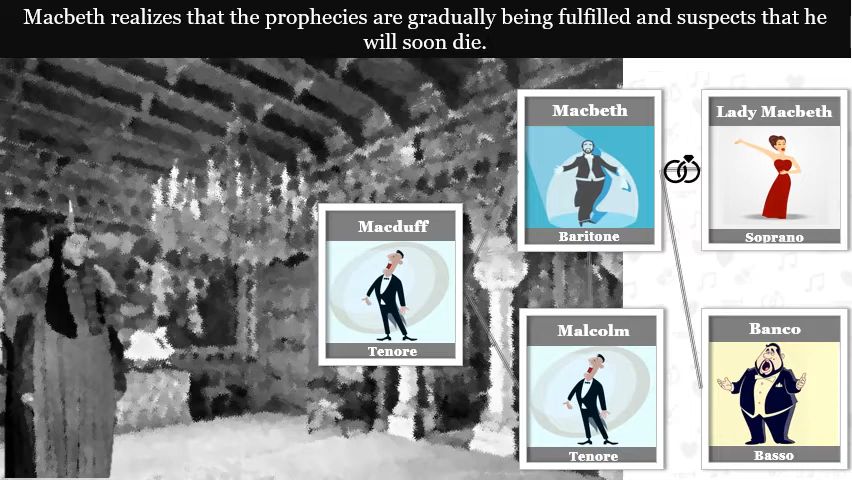 Macbeth realizes that the prophecies are gradually being fulfilled and suspects that he
will soon die.
Macbeth
Baritone
Lady Macbeth
Soprano
Macduff
Tenore
Malcolm
Tenore
Banco
Basso